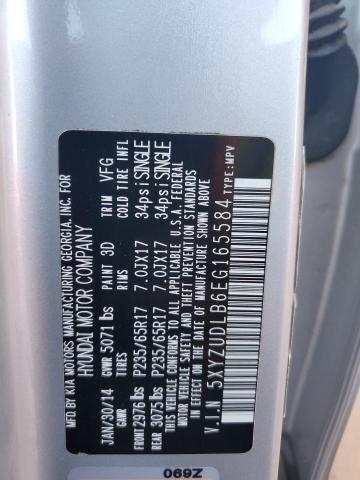 MFD BY KIA MOTORS MANUFACTURING GEORGIA, INC. FOR
HYUNDAI MOTOR COMPANY
JAN/30/14 GVWR 5071 lbs PAINT 3D TRIM VFG
GAWR TIRES RIMS COLD TIRE INFL
FRONT 2976 lbs P235/65R17 7.0JX17 34psi SINGLE
REAR 3075 lbs P235/65R17 7.0JX17 34psi SINGLE
THIS VEHICLE CONFORMS TO ALL APPLICABLE U.S.A. FEDERAL
MOTOR VEHICLE SAFETY AND THEFT PREVENTION
STANDARDS IN EFFECT ON THE DATE OF MANUFACTURE SHOWN ABOVE.
V.I.N 5XYZUDLB6EG165584 TYPE:MPV
069Z